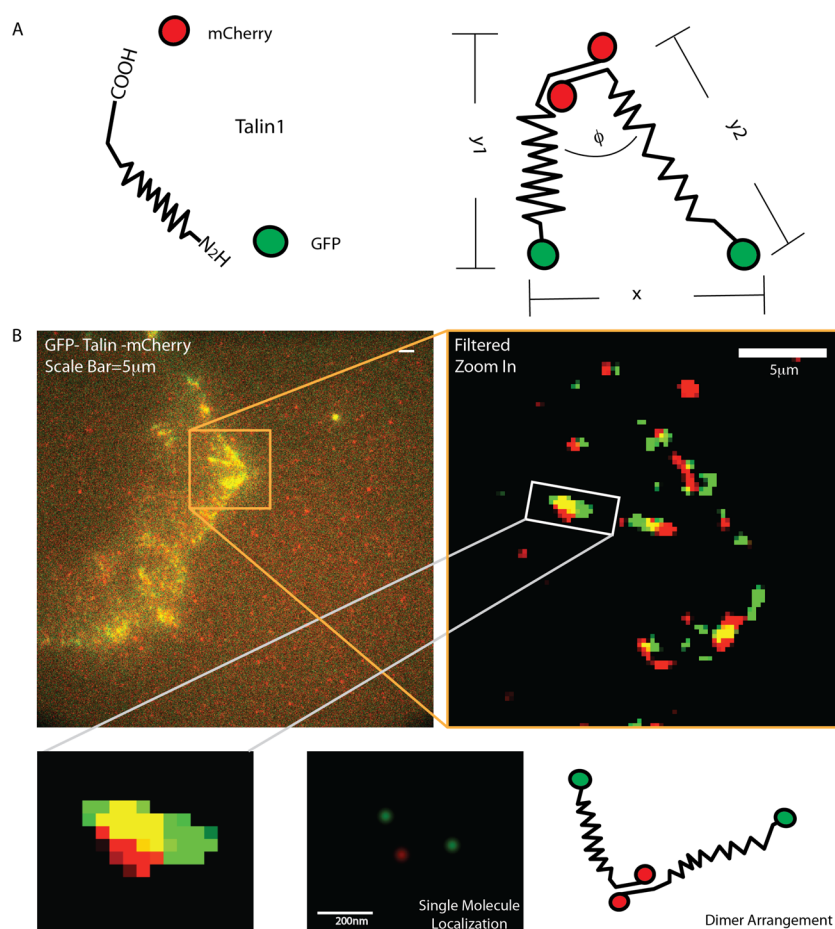 A
mCherry
COOH
Talin1
N₂H
GFP
y1
ϕ
y2
x
B
GFP- Talin -mCherry
Scale Bar=5μm
Filtered
Zoom In
5μm
200nm
Single Molecule
Localization
Dimer Arrangement